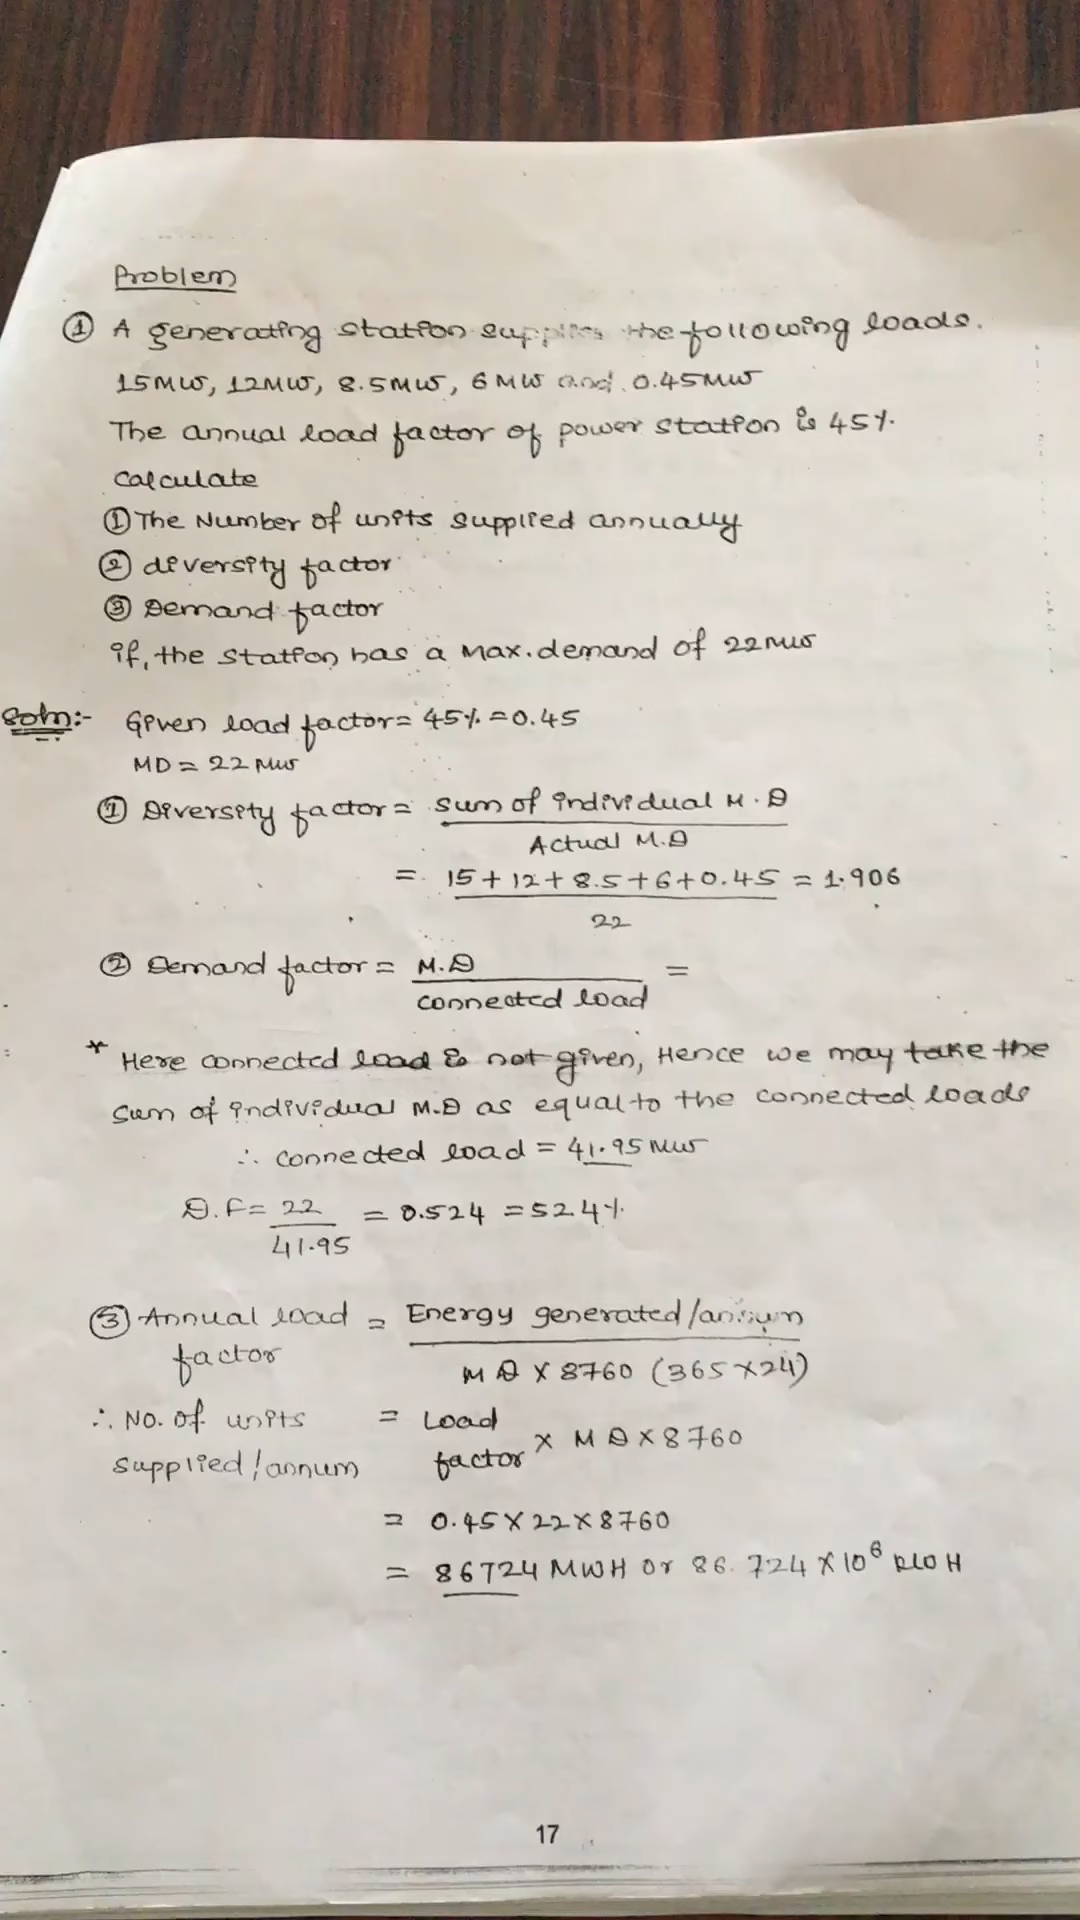 Problem
① A generating station supplies the following loads.
15MW, 12MW, 8.5MW, 6 MW and 0.45MW
The annual load factor of power station is 45%.
calculate
① The Number of units supplied annually
② diversity factor
③ Demand factor
if, the station has a Max. demand of 22MW
Soln:- Given load factor = 45% = 0.45
MD = 22 MW
① Diversity factor = sum of individual M.D
Actual M.D
= 15 + 12 + 8.5 + 6 + 0.45 = 1.906
22
② Demand factor = M.D =
connected load
* Here connected load is not given, Hence we may take the
sum of individual M.D as equal to the connected loads
∴ connected load = 41.95 MW
D.F = 22 = 0.524 = 52.4%
41.95
③ Annual load = Energy generated/annum
factor MD × 8760 (365 × 24)
∴ No. of units = Load
supplied/annum factor × MD × 8760
= 0.45 × 22 × 8760
= 86724 MWH or 86.724 × 10⁶ KWH
17